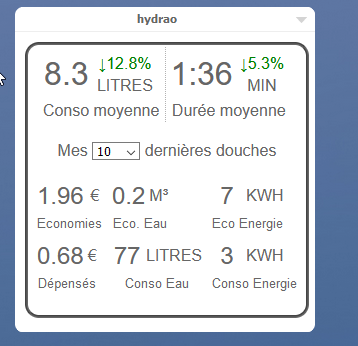 hydrao
8.3 ↓12.8% LITRES
Conso moyenne
1:36 ↓5.3% MIN
Durée moyenne
Mes 10 dernières douches
1.96 € 0.2 M³ 7 KWH
Economies Eco. Eau Eco Energie
0.68 € 77 LITRES 3 KWH
Dépensés Conso Eau Conso Energie